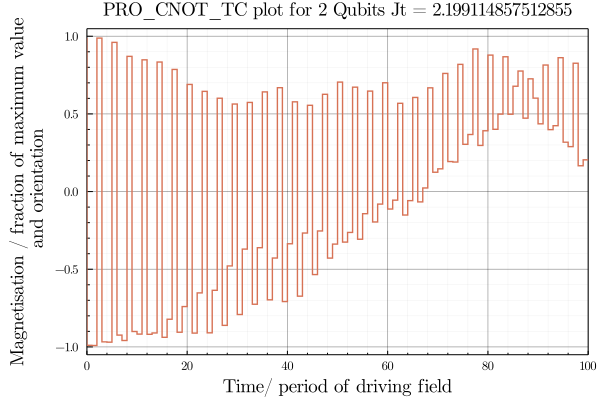 PRO_CNOT_TC plot for 2 Qubits Jt = 2.199114857512855
Magnetisation / fraction of maximum value
and orientation
1.0
0.5
0.0
−0.5
−1.0
0 20 40 60 80 100
Time/ period of driving field